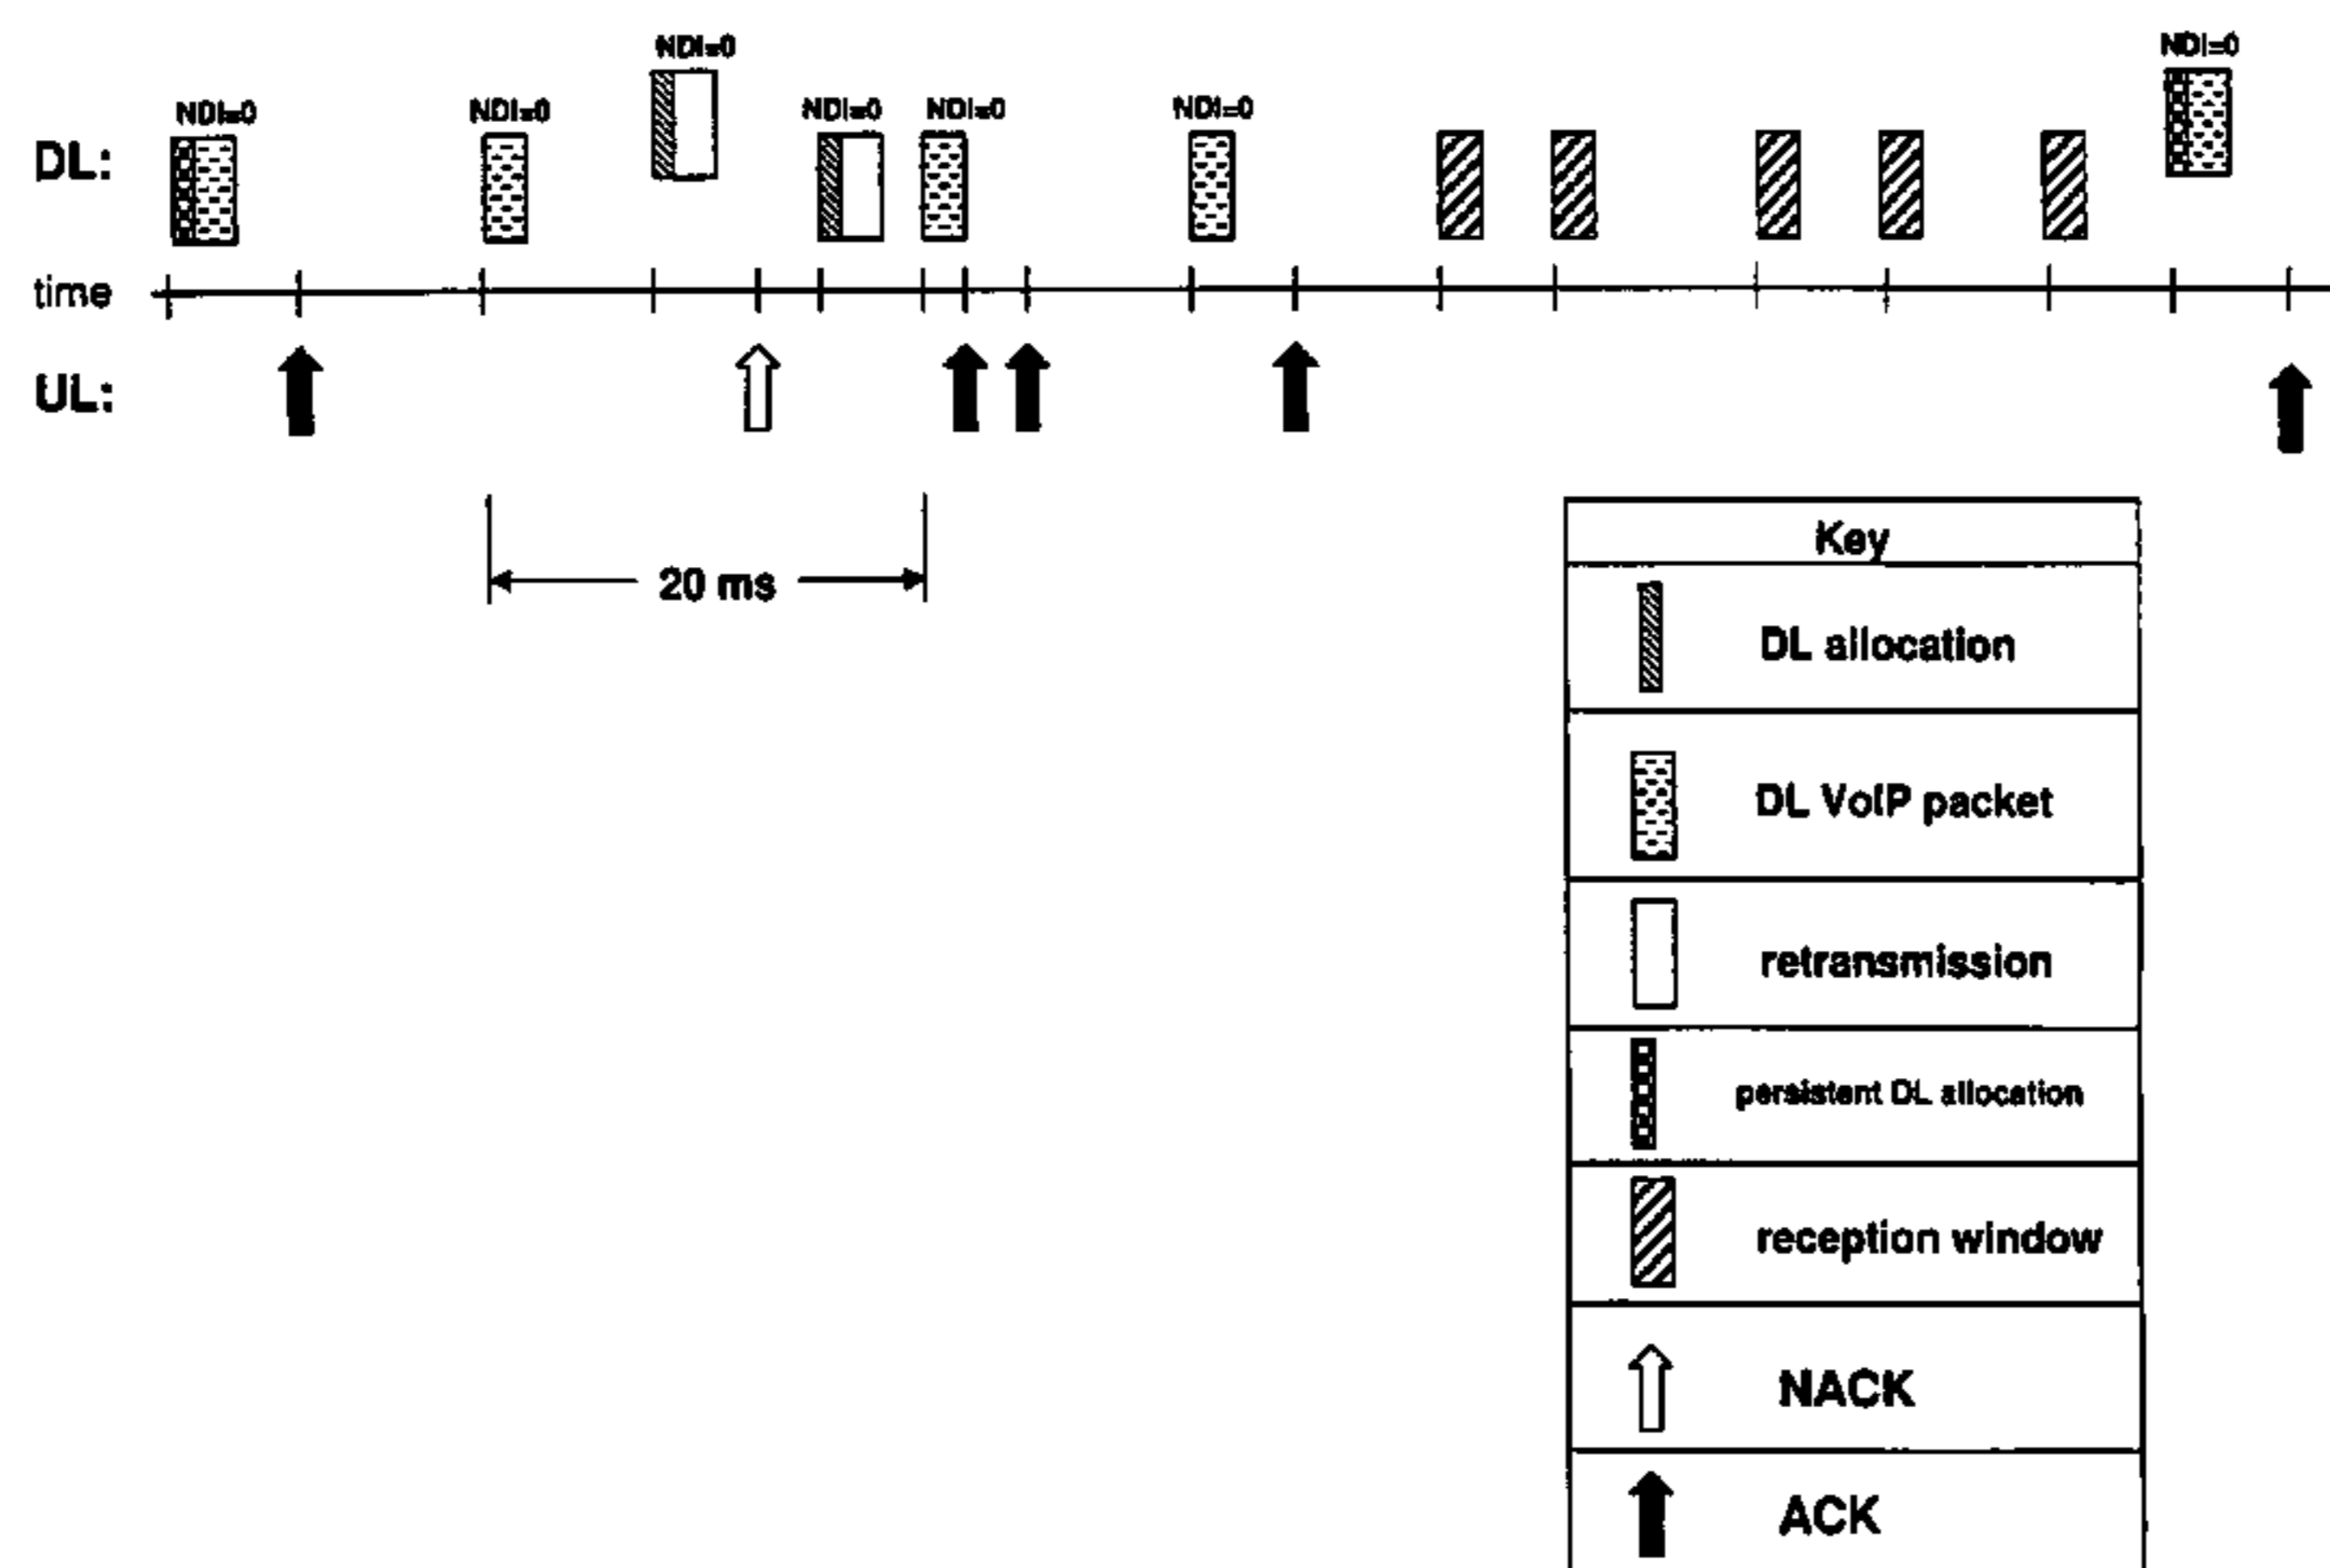 NDI=0
NDI=0
NDI=0 NDI=0 NDI=0 NDI=0 NDI=0
DL:
time
UL:
20 ms
Key
DL allocation
DL VoIP packet
retransmission
persistent DL allocation
reception window
NACK
ACK